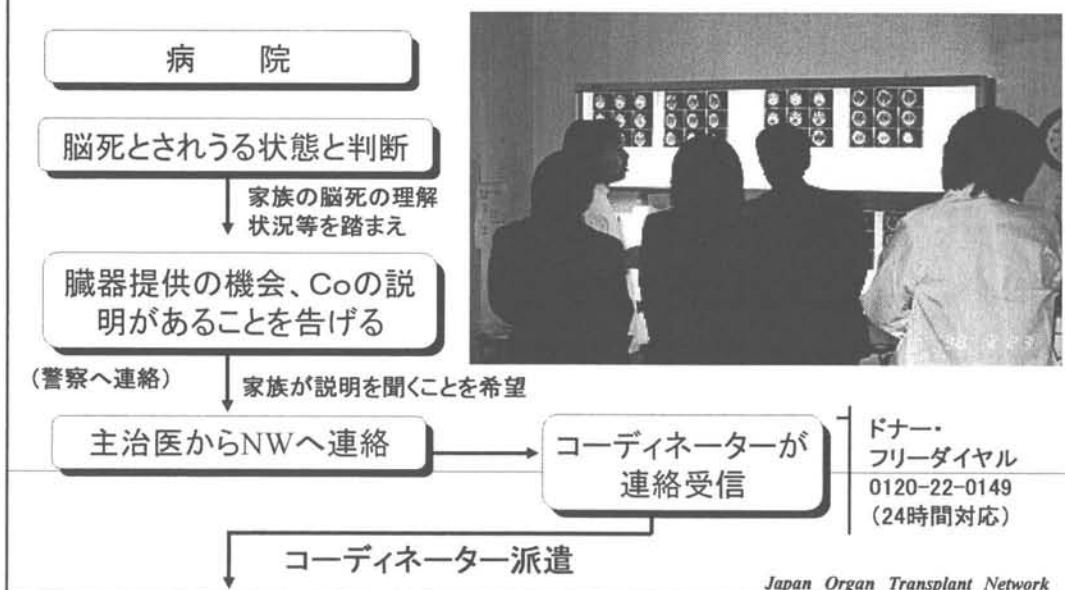 病　院
脳死とされうる状態と判断
家族の脳死の理解
状況等を踏まえ
臓器提供の機会、Coの説
明があることを告げる
(警察へ連絡)
家族が説明を聞くことを希望
主治医からNWへ連絡
コーディネーターが
連絡受信
ドナー・
フリーダイヤル
0120-22-0149
(24時間対応)
コーディネーター派遣
Japan Organ Transplant Network